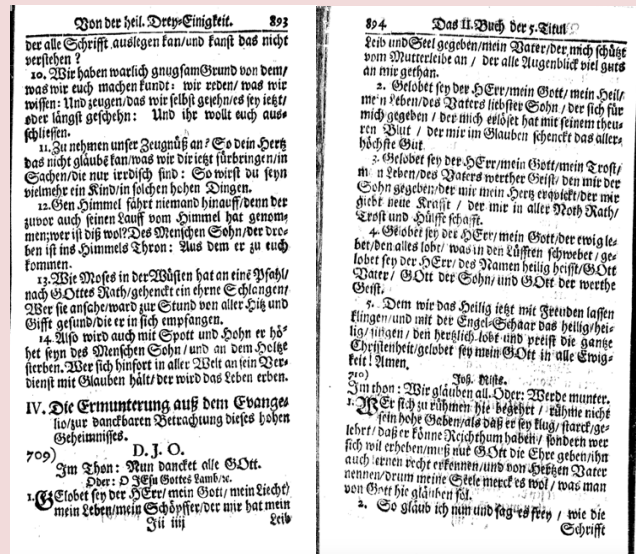 Von der heil. Drey-Einigkeit. 893
der alle Schrifft auslegen kan/und kanst das nicht
verstehen ?
10. Wir haben warlich gnugsam Grund von dem/
was wir euch machen kundt: wir reden/ was wir
wissen: Und zeugen/das wir selbst gesehn/es sey jetzt/
oder längst geschehn: Und ihr wollt euch aus-
schliessen.
11. Zu nehmen unser Zeugnüß an? So dein Hertz
das nicht gläubē kan/was wir dir jetzt fürbringen/in
Sachen/die nur irrdisch sind: So wirst du seyn
vielmehr ein Kind/in solchen hohen Dingen.
12. Gen Himmel fährt niemand hinauff/denn der
zuvor auch seinen Lauff vom Himmel hat genom-
men; wer ist diß wol? Des Menschen Sohn/der dro-
ben ist ins Himmels Thron: Aus dem er zu euch
kommen.
13. Wie Moses in der Wüsten hat an einē Pfahl/
nach GOttes Rath/gehenckt ein ehrne Schlangen/
Wer sie ansahe/ward zur Stund von aller Hitz und
Gifft gesund/die er in sich empfangen.
14. Also wird auch mit Spott und Hohn er hö-
het seyn des Menschen Sohn/und an dem Holtze
sterben. Wer sich hinfort in aller Welt an sein Ver-
dienst mit Glauben hält/der wird das Leben erben.
IV. Die Ermunterung auß dem Evange-
lio/zur danckbaren Betrachtung dieses hohen
Geheimnisses.
709) D. J. O.
Im Thon: Nun dancket alle GOtt.
Oder: O JEsu Gottes Lamb/ꝛc.
1. GElobet sey der HErr/mein Gott/mein Liecht/
mein Leben/mein Schöpffer/der mir hat mein
Jii iiij Leib
894 Das II. Buch der 5. Titul
Leib und Seel gegeben/mein Vater/der mich schützt
vom Mutterleibe an/ der alle Augenblick viel guts
an mir gethan.
2. Gelobet sey der HErr/mein Gott/mein Heil/
mein Leben/des Vaters liebster Sohn/ der sich für
mich gegeben / der mich erlöset hat mit seinem theu-
ren Blut / der mir im Glauben schenckt das aller-
höchste Gut
3. Gelobet sey der HErr/mein Gott/mein Trost/
mein Leben/des Vaters werther Geist/ den mir der
Sohn gegeben/der mir mein Hertz erqvickt/der mir
giebt neue Krafft / der mir in aller Noth Rath/
Trost und Hülffe schafft.
4. Gelobet sey der HErr/mein Gott/der ewig le-
bet/den alles lobet/ was in den Lüfften schwebet/ge-
lobet sey der HErr/ des Namen heilig heisst/GOtt
Vater/ GOtt der Sohn/und GOtt der werthe
Geist.
5. Dem wir das Heilig jetzt mit Freuden lassen
klingen/und mit der Engel-Schaar das heilig/hei-
lig/singen/ den hertzlich lobt und preist die gantze
Christenheit/gelobet sey mein GOtt in alle Ewig-
keit! Amen.
710) Joh. Rists.
Im thon: Wir gläuben all. Oder: Werde munter.
1. WEr sich zu rühmen hie begehrt / rühme nicht
sein hohe Gaben/als daß er sey klug/starck/ge-
lehrt/daß er könne Reichthum haben/ sondern wer
sich wil erheben/muß nur GOtt die Ehre geben/ihn
auch lernen recht erkennen/und von Hertzen Vater
nennen/drum meine Seele merck es wol/ was man
von Gott hie gläuben sol.
2. So gläub ich nun und sag es frey / wie die
Schrifft